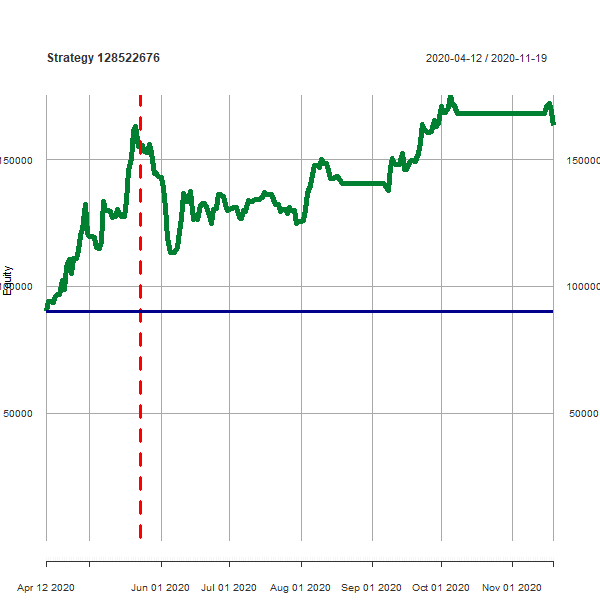 Strategy 128522676
2020-04-12 / 2020-11-19
150000
150000
Equity
100000
100000
50000
50000
Apr 12 2020
Jun 01 2020
Jul 01 2020
Aug 01 2020
Sep 01 2020
Oct 01 2020
Nov 01 2020